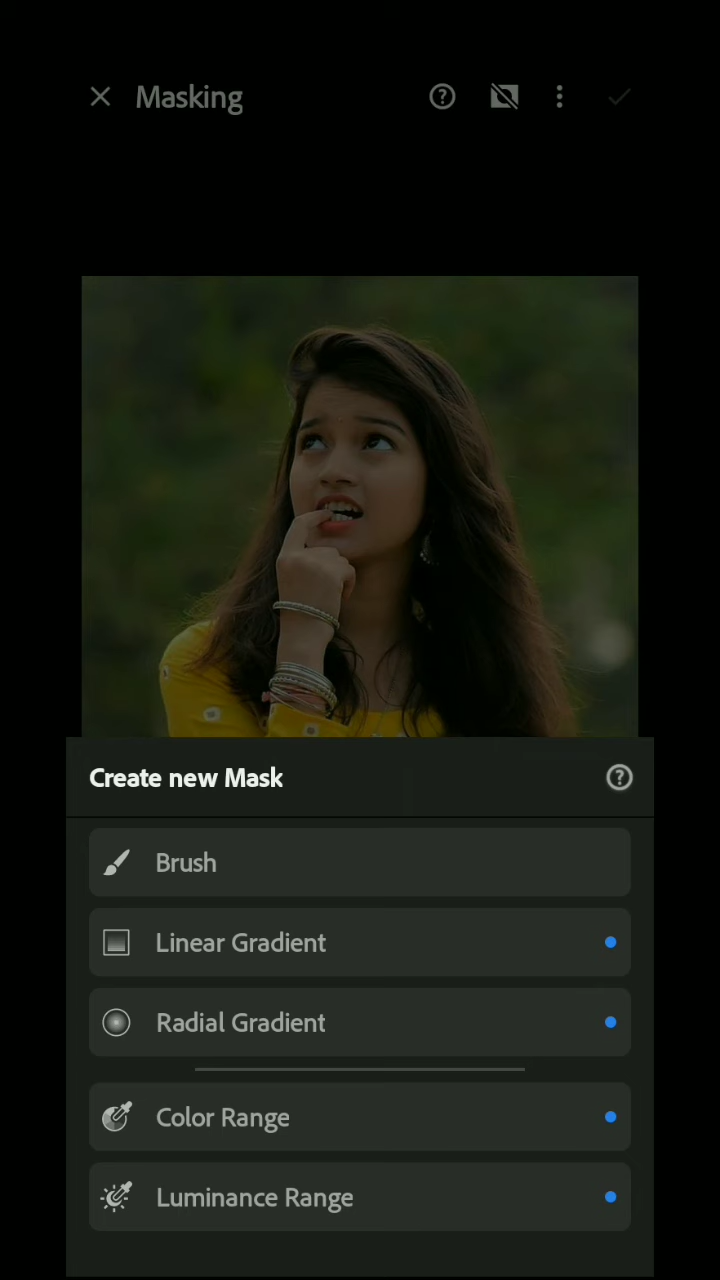 Masking
Create new Mask
Brush
Linear Gradient
Radial Gradient
Color Range
Luminance Range